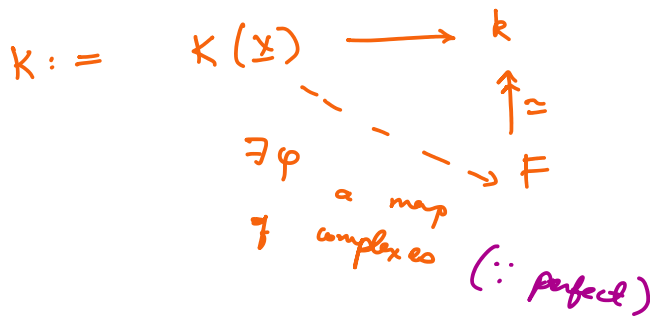 K := K(x) → k
≃
F
∃φ a map
of complexes
(∵ perfect)